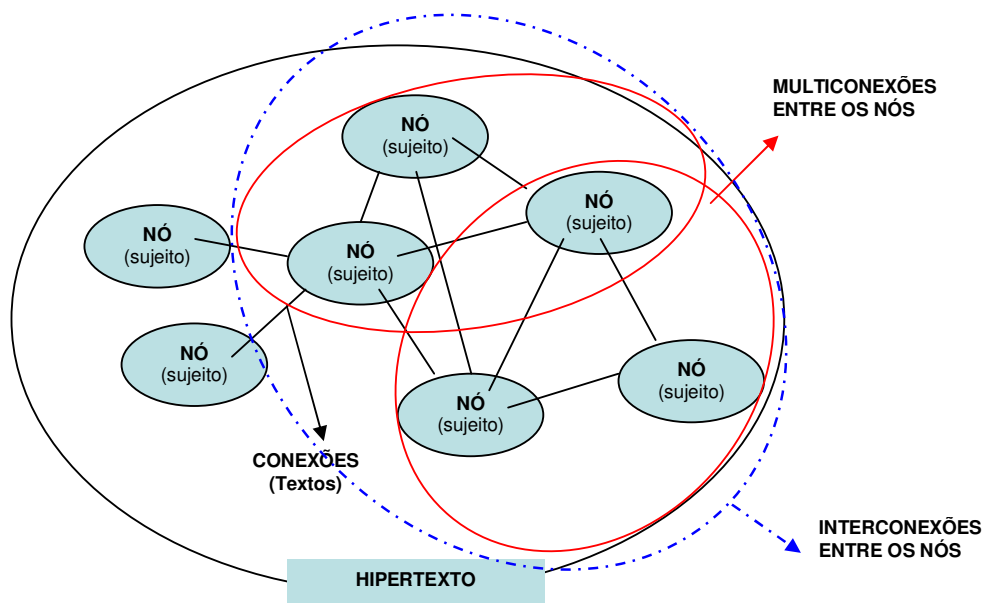 MULTICONEXÕES
ENTRE OS NÓS
NÓ
(sujeito)
NÓ
(sujeito)
NÓ
(sujeito)
NÓ
(sujeito)
NÓ
(sujeito)
NÓ
(sujeito)
NÓ
(sujeito)
CONEXÕES
(Textos)
INTERCONEXÕES
ENTRE OS NÓS
HIPERTEXTO